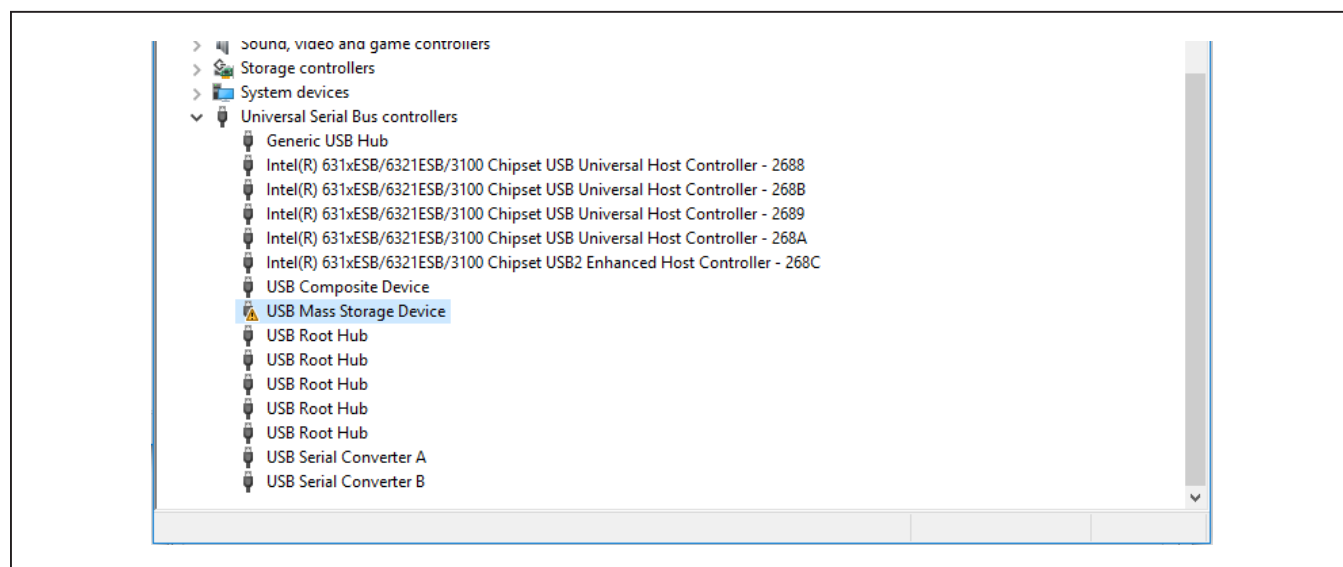 Sound, video and game controllers
Storage controllers
System devices
Universal Serial Bus controllers
Generic USB Hub
Intel(R) 631xESB/6321ESB/3100 Chipset USB Universal Host Controller - 2688
Intel(R) 631xESB/6321ESB/3100 Chipset USB Universal Host Controller - 268B
Intel(R) 631xESB/6321ESB/3100 Chipset USB Universal Host Controller - 2689
Intel(R) 631xESB/6321ESB/3100 Chipset USB Universal Host Controller - 268A
Intel(R) 631xESB/6321ESB/3100 Chipset USB2 Enhanced Host Controller - 268C
USB Composite Device
USB Mass Storage Device
USB Root Hub
USB Root Hub
USB Root Hub
USB Root Hub
USB Root Hub
USB Serial Converter A
USB Serial Converter B